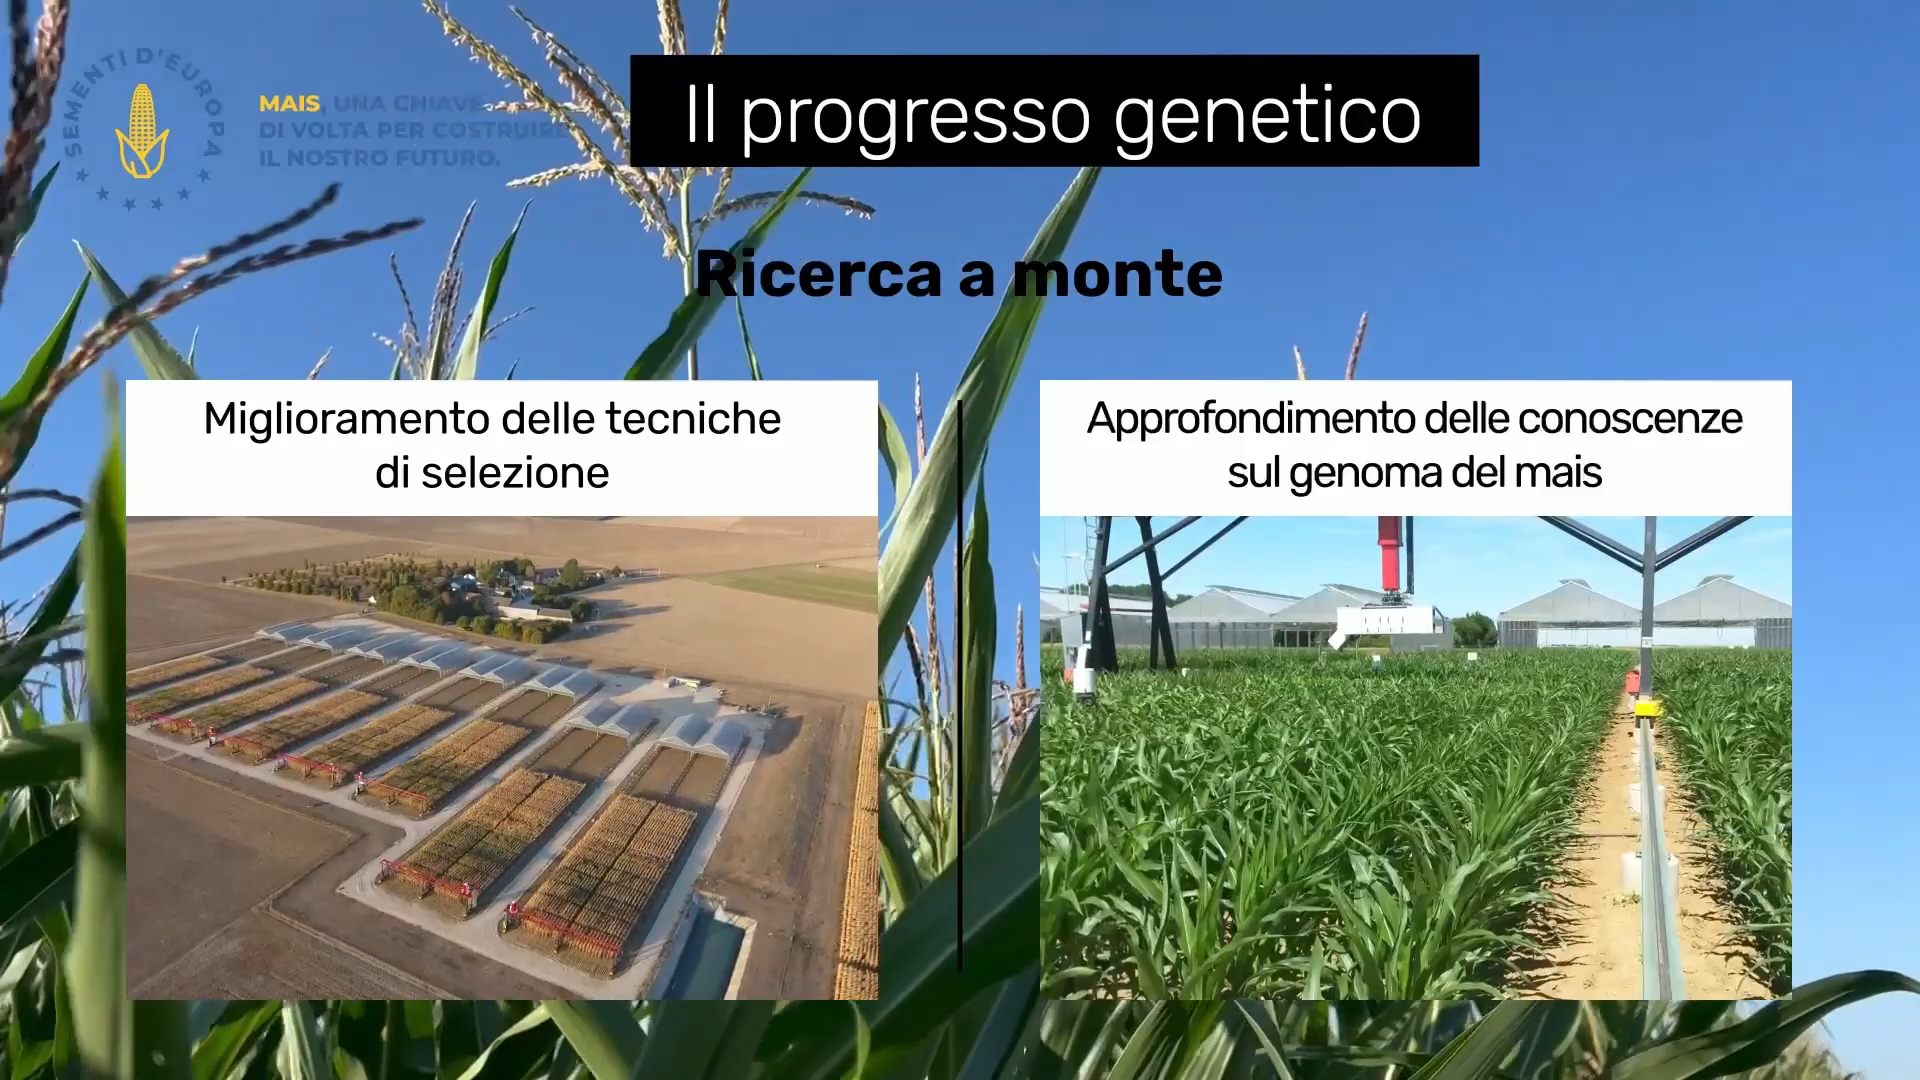 SEMENTI D'EUROPA
MAIS, UNA CHIAVE
DI VOLTA PER COSTRUIRE
IL NOSTRO FUTURO.
Il progresso genetico
Ricerca a monte
Miglioramento delle tecniche
di selezione
Approfondimento delle conoscenze
sul genoma del mais